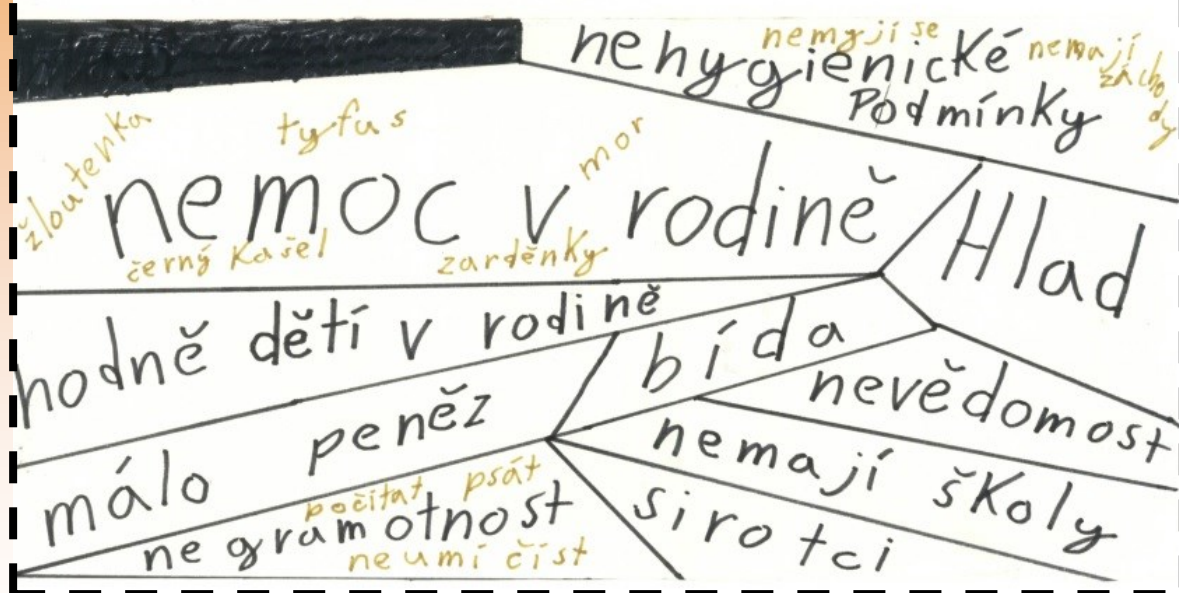 nemyjí se
nehygienické
nemají
záchody
Podmínky
žloutenka
tyfus
mor
nemoc v rodině
černý Kašel
zarděnky
Hlad
hodně dětí v rodině
bída
nevědomost
málo peněz
nemají šKoly
počítat psát
negramotnost
neumí číst
sirotci